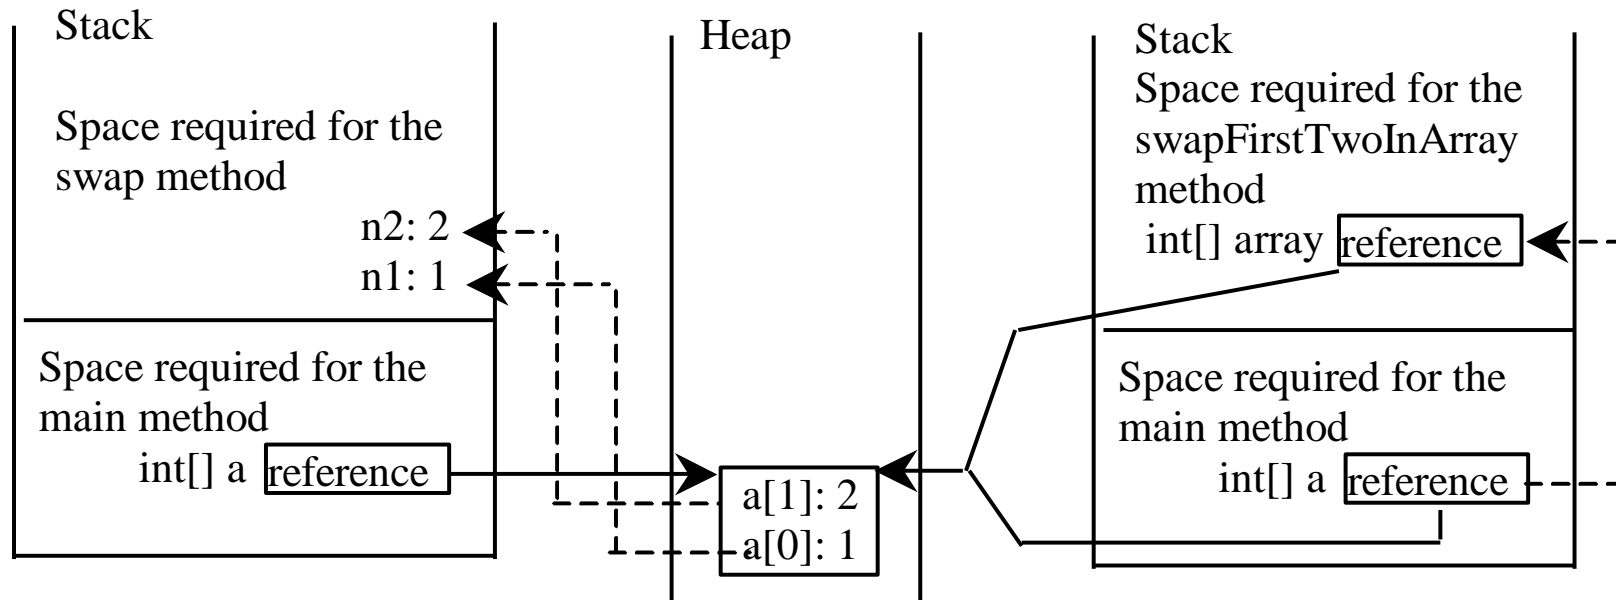 Stack
Space required for the
swap method
n2: 2
n1: 1
Space required for the
main method
int[] a reference
Heap
a[1]: 2
a[0]: 1
Stack
Space required for the
swapFirstTwoInArray
method
int[] array reference
Space required for the
main method
int[] a reference